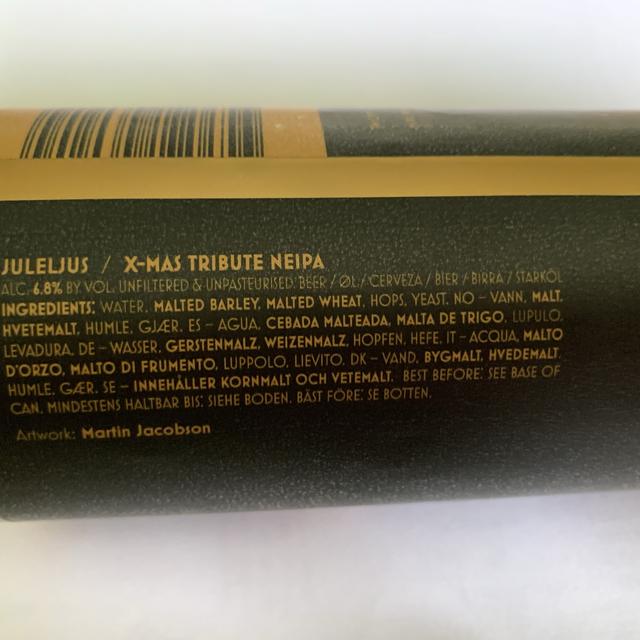 JULELJUS / X-MAS TRIBUTE NEIPA
ALC. 6.8% BY VOL. UNFILTERED & UNPASTEURISED. BEER / ØL / CERVEZA / BIER / BIRRA / STARKÖL
INGREDIENTS: WATER, MALTED BARLEY, MALTED WHEAT, HOPS, YEAST. NO – VANN, MALT,
HVETEMALT, HUMLE, GJÆR. ES – AGUA, CEBADA MALTEADA, MALTA DE TRIGO, LUPULO,
LEVADURA. DE – WASSER, GERSTENMALZ, WEIZENMALZ, HOPFEN, HEFE. IT – ACQUA, MALTO
D'ORZO, MALTO DI FRUMENTO, LUPPOLO, LIEVITO. DK – VAND, BYGMALT, HVEDEMALT,
HUMLE, GÆR. SE – INNEHÅLLER KORNMALT OCH VETEMALT. BEST BEFORE: SEE BASE OF
CAN. MINDESTENS HALTBAR BIS: SIEHE BODEN. BÄST FÖRE: SE BOTTEN.
Artwork: Martin Jacobson